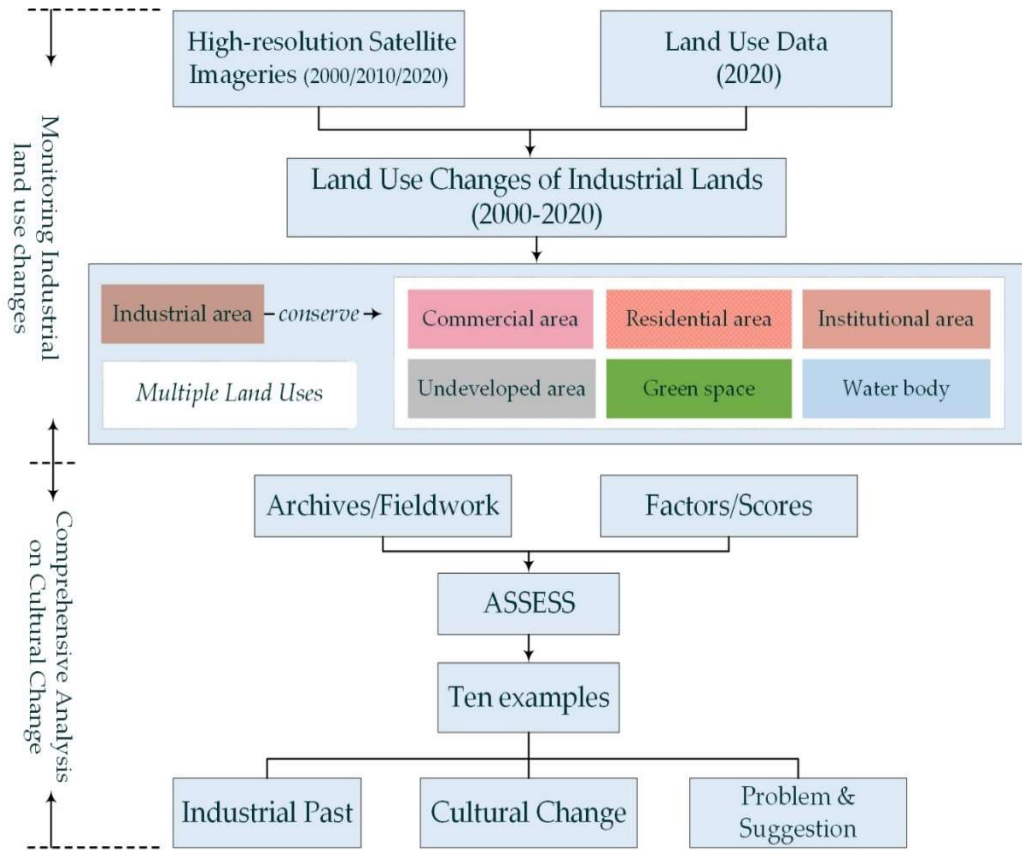 High-resolution Satellite
Imageries (2000/2010/2020)
Land Use Data
(2020)
Monitoring Industrial
land use changes
Land Use Changes of Industrial Lands
(2000-2020)
Industrial area
conserve
Commercial area
Residential area
Institutional area
Multiple Land Uses
Undeveloped area
Green space
Water body
Comprehensive Analysis
on Cultural Change
Archives/Fieldwork
Factors/Scores
ASSESS
Ten examples
Industrial Past
Cultural Change
Problem &
Suggestion